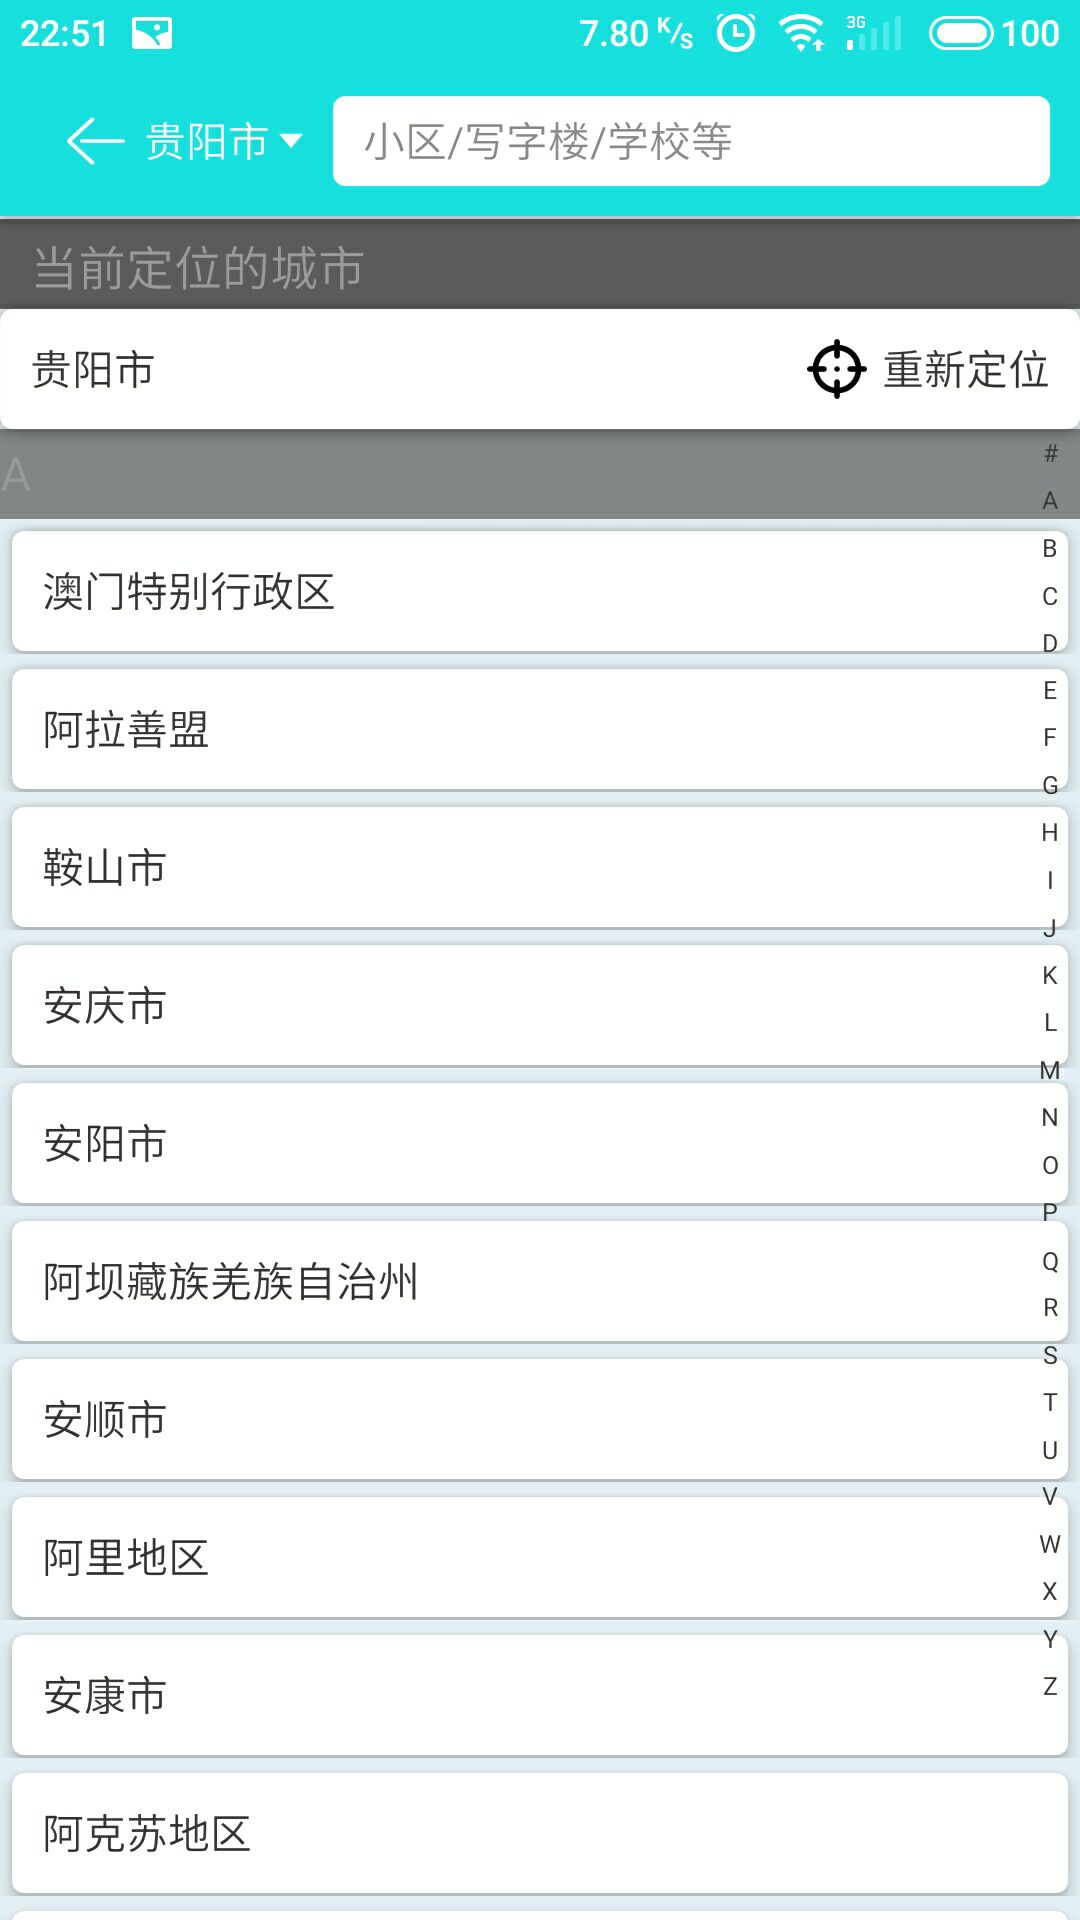 22:51 7.80 K/s 3G 100
贵阳市 小区/写字楼/学校等
当前定位的城市
贵阳市 重新定位
A
澳门特别行政区
阿拉善盟
鞍山市
安庆市
安阳市
阿坝藏族羌族自治州
安顺市
阿里地区
安康市
阿克苏地区
#
A
B
C
D
E
F
G
H
I
J
K
L
M
N
O
P
Q
R
S
T
U
V
W
X
Y
Z